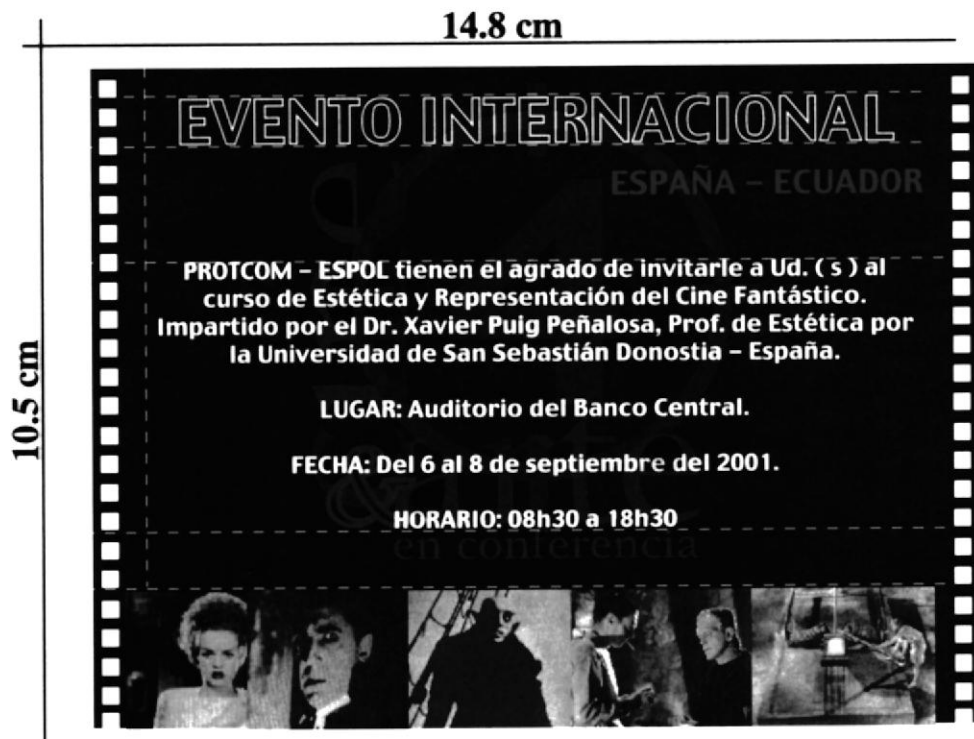 14.8 cm
10.5 cm
EVENTO INTERNACIONAL
ESPAÑA – ECUADOR
PROTCOM – ESPOL tienen el agrado de invitarle a Ud. ( s ) al
curso de Estética y Representación del Cine Fantástico.
Impartido por el Dr. Xavier Puig Peñalosa, Prof. de Estética por
la Universidad de San Sebastián Donostia – España.
LUGAR: Auditorio del Banco Central.
FECHA: Del 6 al 8 de septiembre del 2001.
HORARIO: 08h30 a 18h30
en conferencia